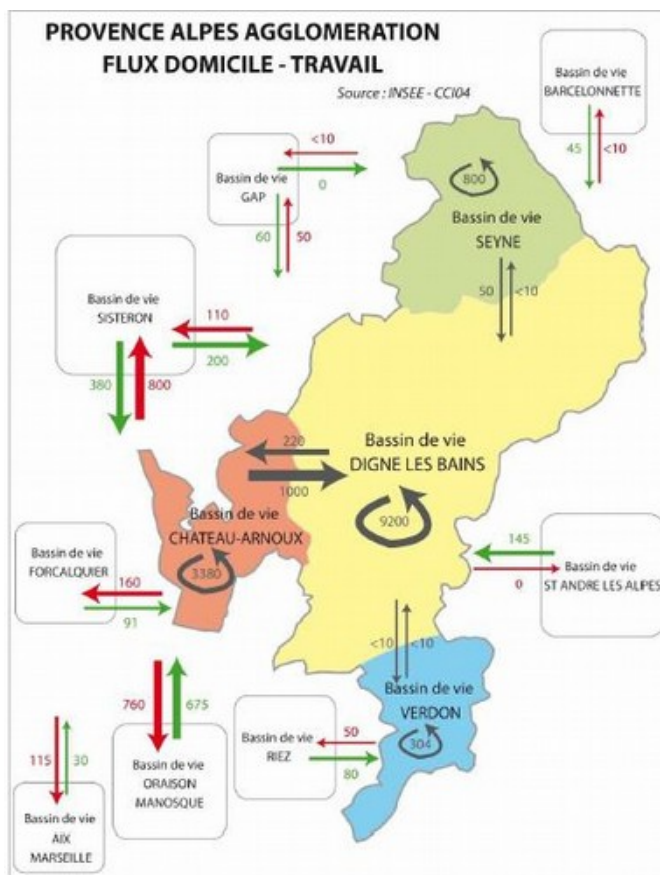 PROVENCE ALPES AGGLOMERATION
FLUX DOMICILE - TRAVAIL
Source : INSEE - CCI04
Bassin de vie
BARCELONNETTE
45
<10
<10
0
Bassin de vie
GAP
60
50
800
Bassin de vie
SEYNE
50
<10
Bassin de vie
SISTERON
110
200
380
800
220
1000
Bassin de vie
DIGNE LES BAINS
9200
Bassin de vie
CHATEAU-ARNOUX
3380
Bassin de vie
FORCALQUIER
160
91
145
0
Bassin de vie
ST ANDRE LES ALPES
<10
<10
Bassin de vie
VERDON
304
760
675
Bassin de vie
RIEZ
50
80
115
30
Bassin de vie
ORAISON
MANOSQUE
Bassin de vie
AIX
MARSEILLE